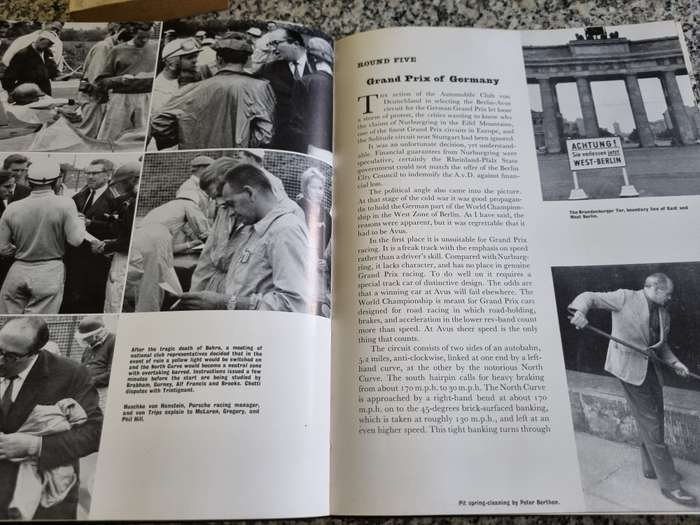 After the tragic death of Behra, a meeting of
national club representatives decided that in the
event of rain a yellow light would be switched on
and the North Curve would become a neutral zone
with overtaking barred. Instructions issued a few
minutes before the start are being studied by
Brabham, Gurney, Alf Francis and Brooks. Chotti
disputes with Trintignant.
Huschke von Hanstein, Porsche racing manager,
and von Trips explain to McLaren, Gregory, and
Phil Hill.
ROUND FIVE
Grand Prix of Germany
The action of the Automobile Club von
Deutschland in selecting the Berlin-Avus
circuit for the German Grand Prix let loose
a storm of protest, the critics wanting to know why
the claims of Nurburgring in the Eifel Mountains,
one of the finest Grand Prix circuits in Europe, and
the Solitude circuit near Stuttgart had been ignored.
It was an unfortunate decision, yet understand-
able. Financial guarantees from Nurburgring were
speculative, certainly the Rheinland-Pfalz State
government could not match the offer of the Berlin
City Council to indemnify the A.v.D. against finan-
cial loss.
The political angle also came into the picture.
At that stage of the cold war it was good propagan-
da to hold the German part of the World Champion-
ship in the West Zone of Berlin. As I have said, the
reasons were apparent, but it was regrettable that it
had to be Avus.
In the first place it is unsuitable for Grand Prix
racing. It is a freak track with the emphasis on speed
rather than a driver's skill. Compared with Nurburg-
ring, it lacks character, and has no place in genuine
Grand Prix racing. To do well on it requires a
special track car of distinctive design. The odds are
that a winning car at Avus will fail elsewhere. The
World Championship is meant for Grand Prix cars
designed for road racing in which road-holding,
brakes, and acceleration in the lower rev-band count
more than speed. At Avus sheer speed is the only
thing that counts.
The circuit consists of two sides of an autobahn,
5.2 miles, anti-clockwise, linked at one end by a left-
hand curve, at the other by the notorious North
Curve. The south hairpin calls for heavy braking
from about 170 m.p.h. to 30 m.p.h. The North Curve
is approached by a right-hand bend at about 170
m.p.h. on to the 45-degrees brick-surfaced banking,
which is taken at roughly 130 m.p.h., and left at an
even higher speed. This tight banking turns through
ACHTUNG!
Sie verlassen jetzt
WEST-BERLIN
The Brandenburger Tor, boundary line of East and
West Berlin.
Pit spring-cleaning by Peter Berthon.